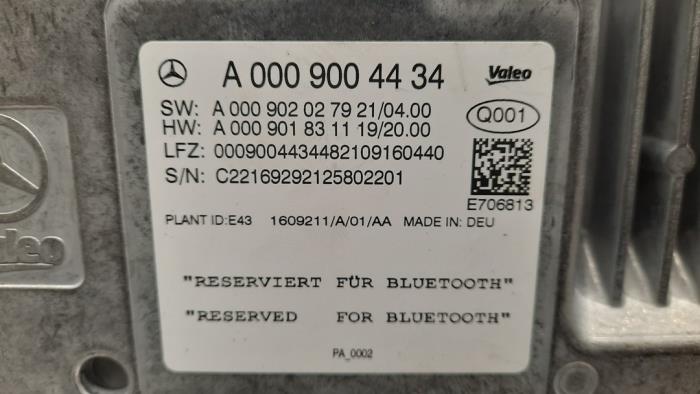 A 000 900 44 34
Valeo
SW: A 000 902 02 79 21/04.00
HW: A 000 901 83 11 19/20.00
Q001
LFZ: 0009004434482109160440
S/N: C22169292125802201
E706813
PLANT ID:E43 1609211/A/01/AA MADE IN: DEU
"RESERVIERT FÜR BLUETOOTH"
"RESERVED FOR BLUETOOTH"
PA_0002
Valeo